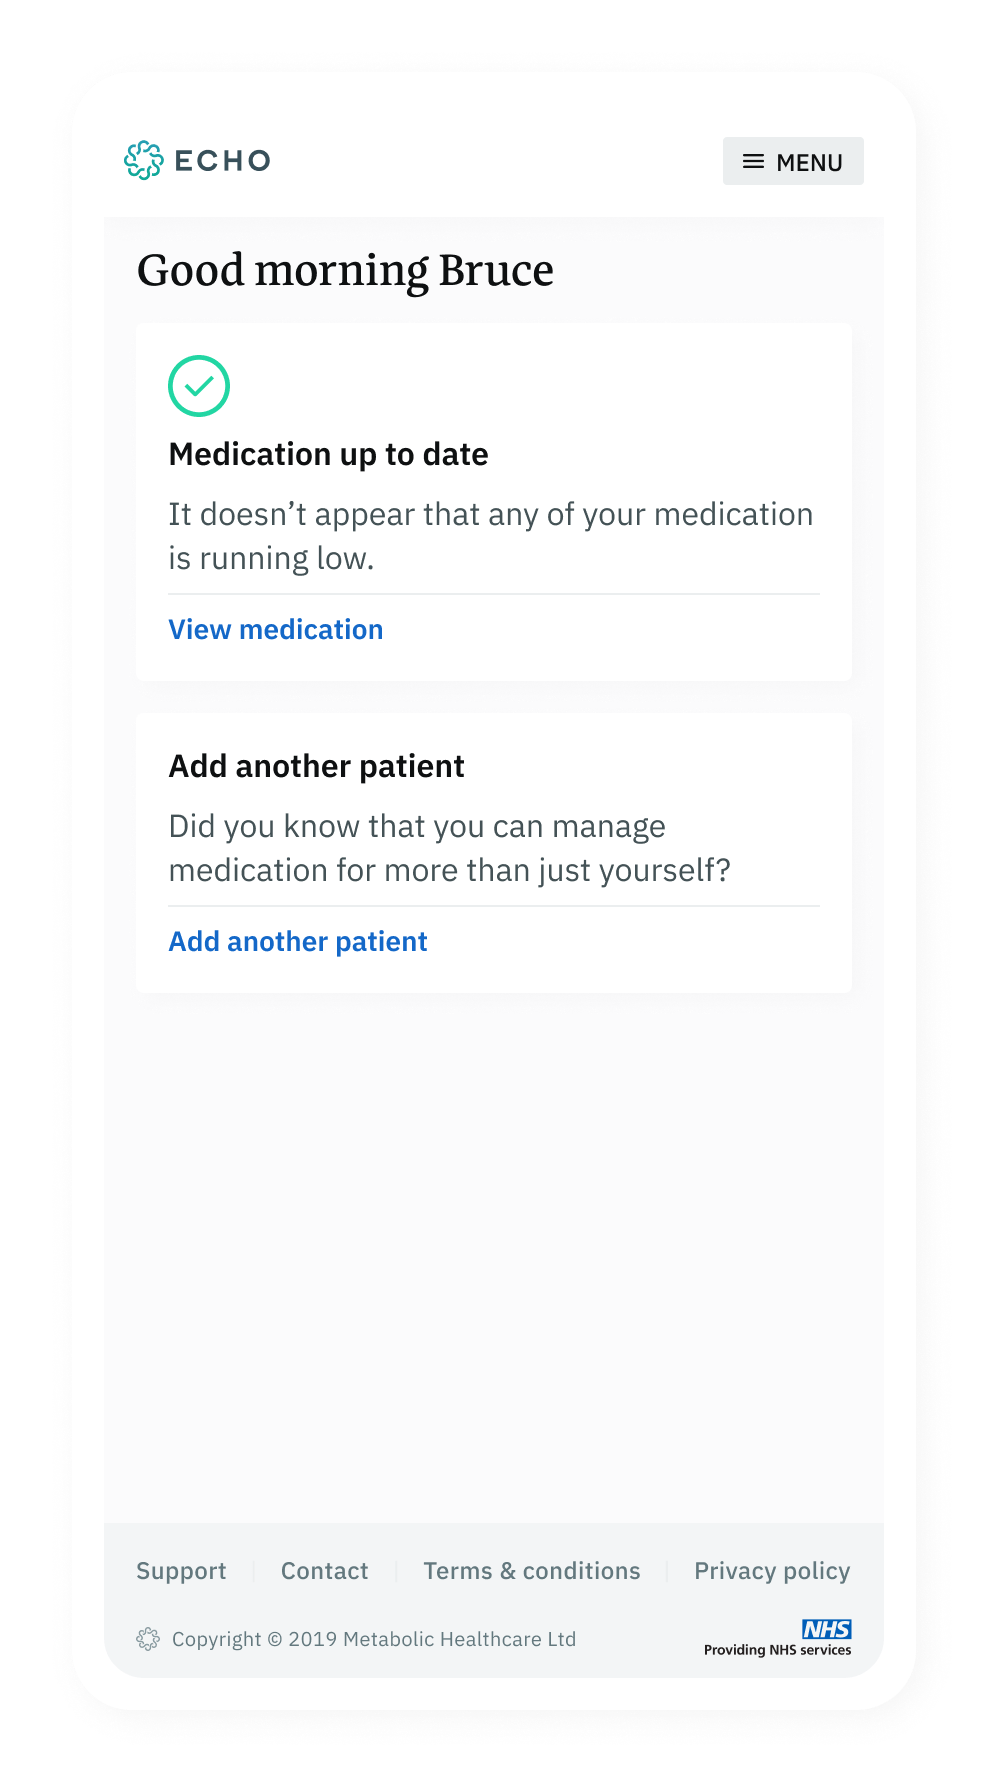 ECHO
MENU
Good morning Bruce
Medication up to date
It doesn’t appear that any of your medication
is running low.
View medication
Add another patient
Did you know that you can manage
medication for more than just yourself?
Add another patient
Support
Contact
Terms & conditions
Privacy policy
Copyright © 2019 Metabolic Healthcare Ltd
NHS
Providing NHS services